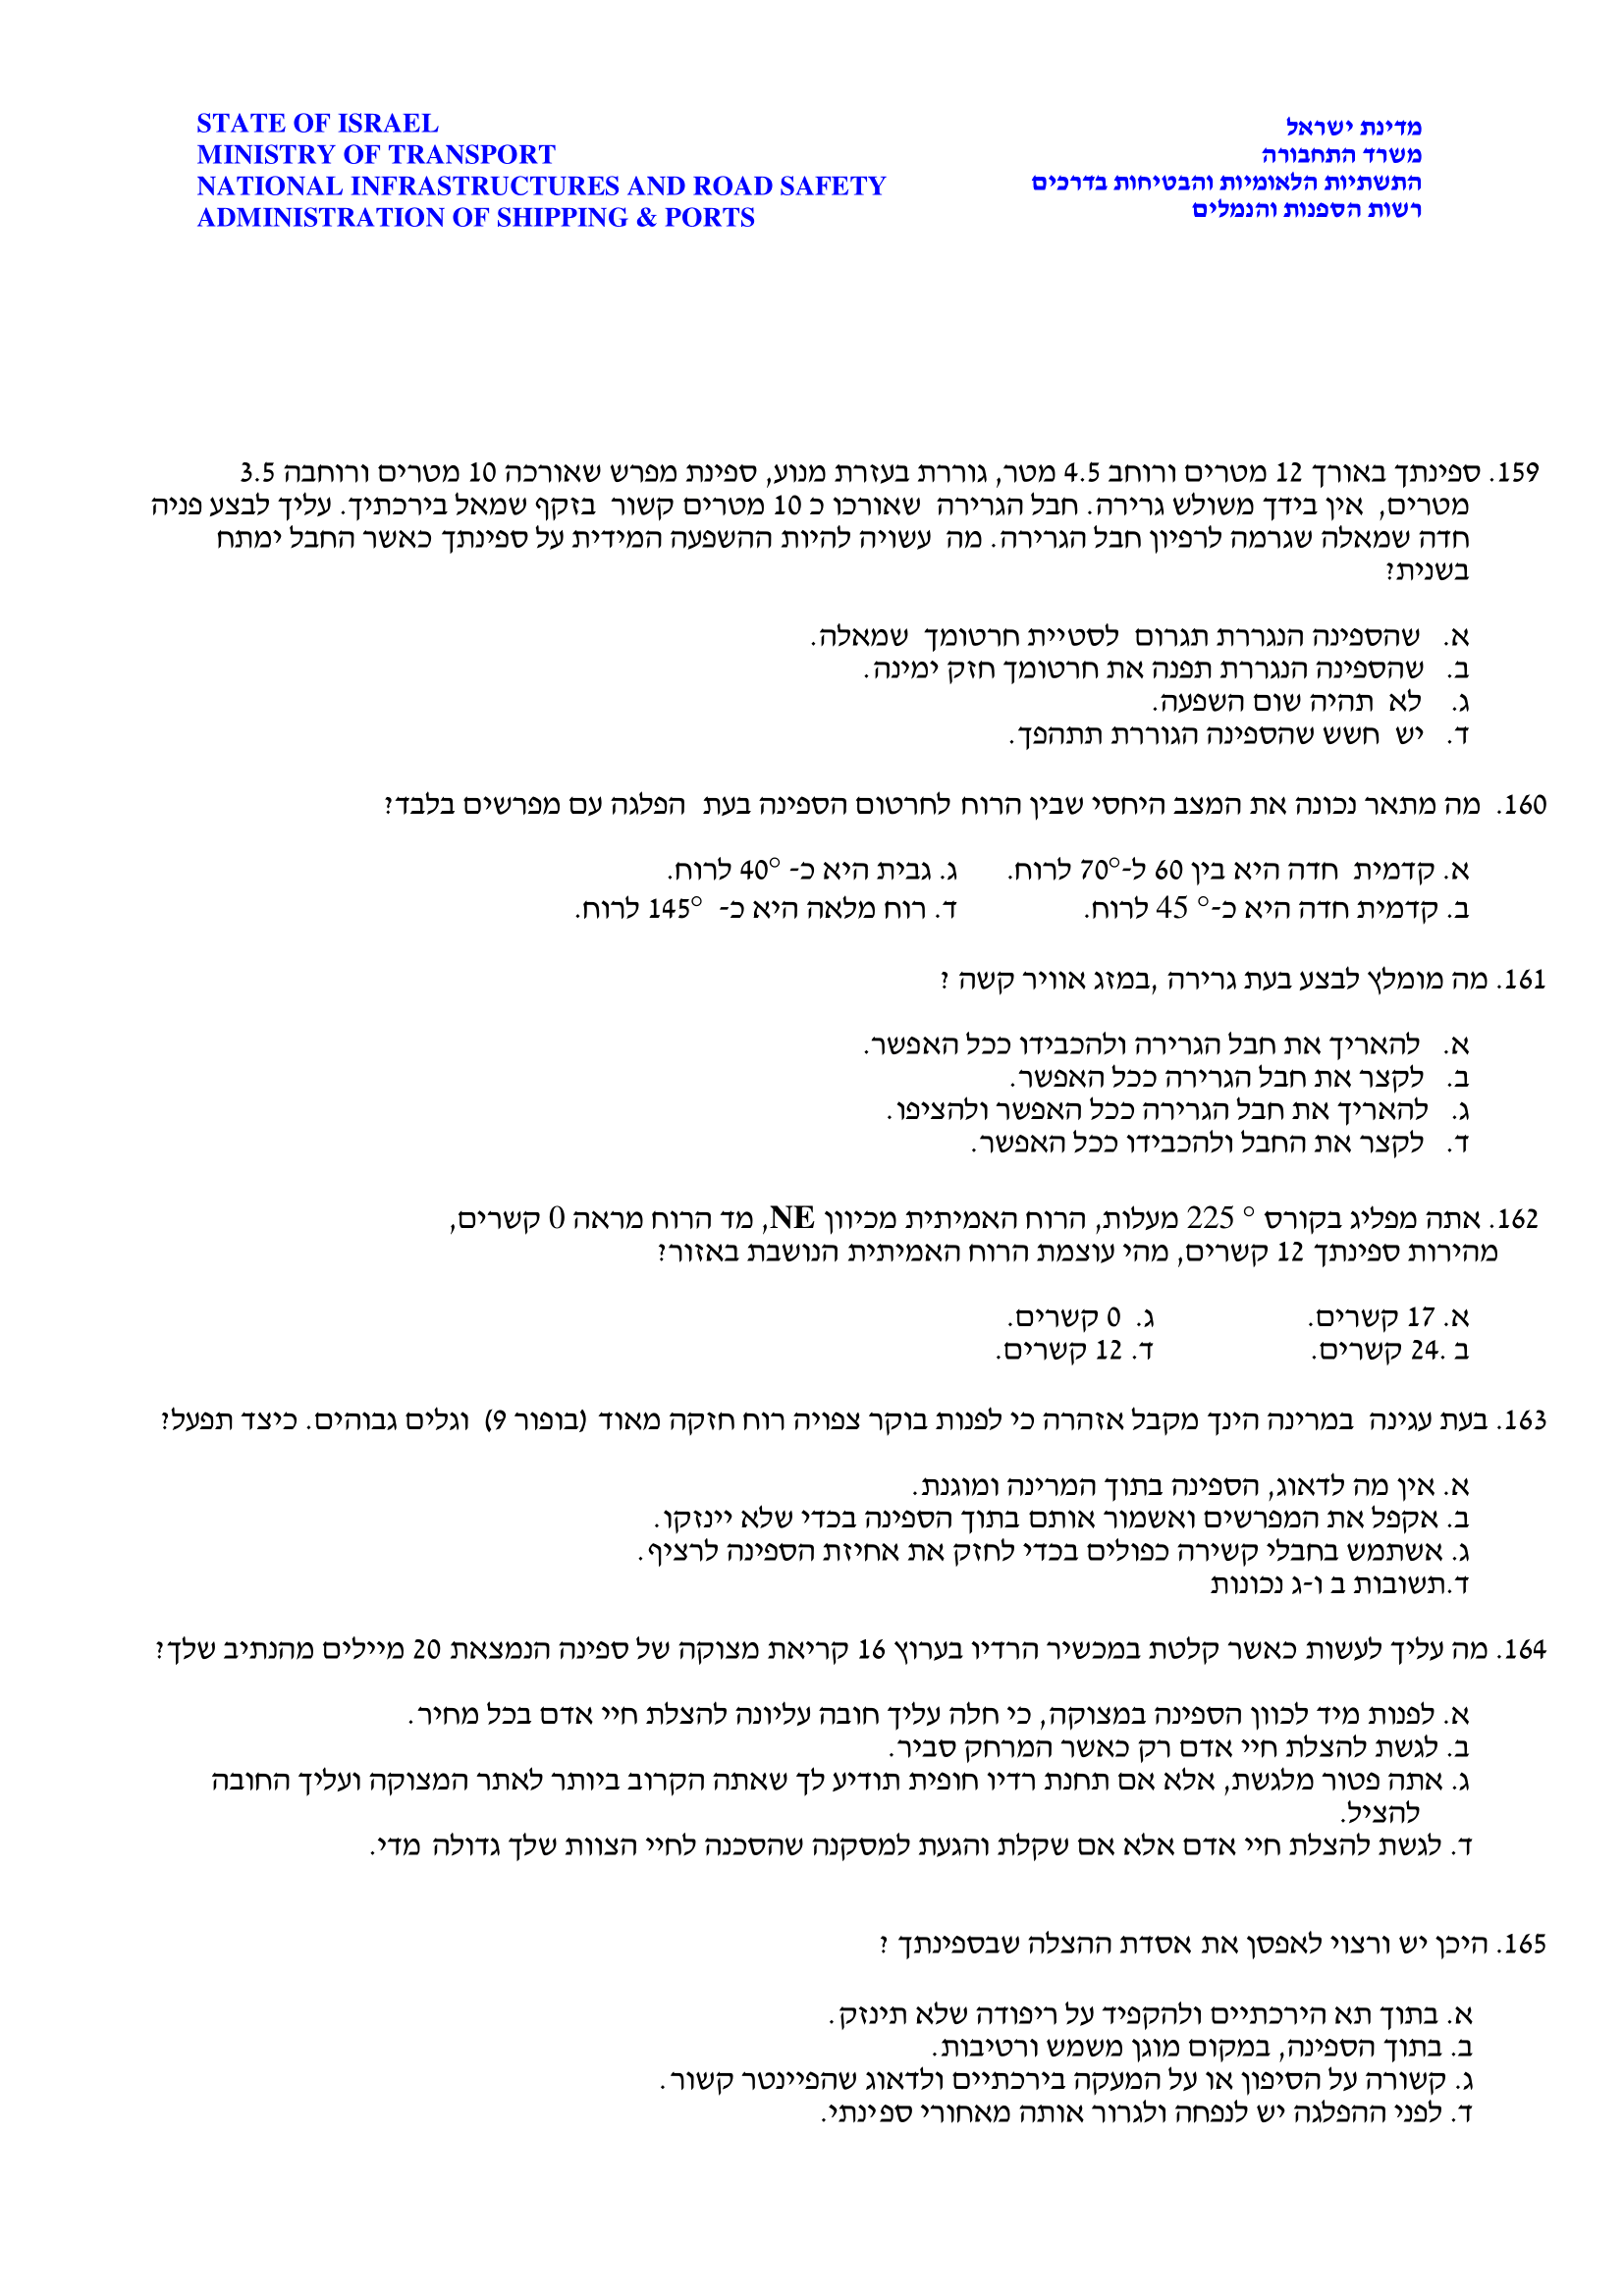 STATE OF ISRAEL
MINISTRY OF TRANSPORT
NATIONAL INFRASTRUCTURES AND ROAD SAFETY
ADMINISTRATION OF SHIPPING & PORTS
מדינת ישראל
משרד התחבורה
התשתיות הלאומיות והבטיחות בדרכים
רשות הספנות והנמלים
159. ספינתך באורך 12 מטרים ורוחב 4.5 מטר, גוררת בעזרת מנוע, ספינת מפרש שאורכה 10 מטרים ורוחבה 3.5
מטרים, אין בידך משולש גרירה. חבל הגרירה שאורכו כ 10 מטרים קשור בזקף שמאל בירכתיך. עליך לבצע פניה
חדה שמאלה שגרמה לרפיון חבל הגרירה. מה עשויה להיות ההשפעה המידית על ספינתך כאשר החבל ימתח
בשנית?
א. שהספינה הנגררת תגרום לסטיית חרטומך שמאלה.
ב. שהספינה הנגררת תפנה את חרטומך חזק ימינה.
ג. לא תהיה שום השפעה.
ד. יש חשש שהספינה הגוררת תתהפך.
160. מה מתאר נכונה את המצב היחסי שבין הרוח לחרטום הספינה בעת הפלגה עם מפרשים בלבד?
א. קדמית חדה היא בין 60 ל-70° לרוח. ג. גבית היא כ- 40° לרוח.
ב. קדמית חדה היא כ-45 ° לרוח. ד. רוח מלאה היא כ- 145° לרוח.
161. מה מומלץ לבצע בעת גרירה ,במזג אוויר קשה ?
א. להאריך את חבל הגרירה ולהכבידו ככל האפשר.
ב. לקצר את חבל הגרירה ככל האפשר.
ג. להאריך את חבל הגרירה ככל האפשר ולהציפו.
ד. לקצר את החבל ולהכבידו ככל האפשר.
162. אתה מפליג בקורס 225 ° מעלות, הרוח האמיתית מכיוון NE, מד הרוח מראה 0 קשרים,
מהירות ספינתך 12 קשרים, מהי עוצמת הרוח האמיתית הנושבת באזור?
א. 17 קשרים. ג. 0 קשרים.
ב .24 קשרים. ד. 12 קשרים.
163. בעת עגינה במרינה הינך מקבל אזהרה כי לפנות בוקר צפויה רוח חזקה מאוד (בופור 9) וגלים גבוהים. כיצד תפעל?
א. אין מה לדאוג, הספינה בתוך המרינה ומוגנת.
ב. אקפל את המפרשים ואשמור אותם בתוך הספינה בכדי שלא יינזקו.
ג. אשתמש בחבלי קשירה כפולים בכדי לחזק את אחיזת הספינה לרציף.
ד.תשובות ב ו-ג נכונות
164. מה עליך לעשות כאשר קלטת במכשיר הרדיו בערוץ 16 קריאת מצוקה של ספינה הנמצאת 20 מיילים מהנתיב שלך?
א. לפנות מיד לכוון הספינה במצוקה, כי חלה עליך חובה עליונה להצלת חיי אדם בכל מחיר.
ב. לגשת להצלת חיי אדם רק כאשר המרחק סביר.
ג. אתה פטור מלגשת, אלא אם תחנת רדיו חופית תודיע לך שאתה הקרוב ביותר לאתר המצוקה ועליך החובה
להציל.
ד. לגשת להצלת חיי אדם אלא אם שקלת והגעת למסקנה שהסכנה לחיי הצוות שלך גדולה מדי.
165. היכן יש ורצוי לאפסן את אסדת ההצלה שבספינתך ?
א. בתוך תא הירכתיים ולהקפיד על ריפודה שלא תינזק.
ב. בתוך הספינה, במקום מוגן משמש ורטיבות.
ג. קשורה על הסיפון או על המעקה בירכתיים ולדאוג שהפיינטר קשור.
ד. לפני ההפלגה יש לנפחה ולגרור אותה מאחורי ספינתי.